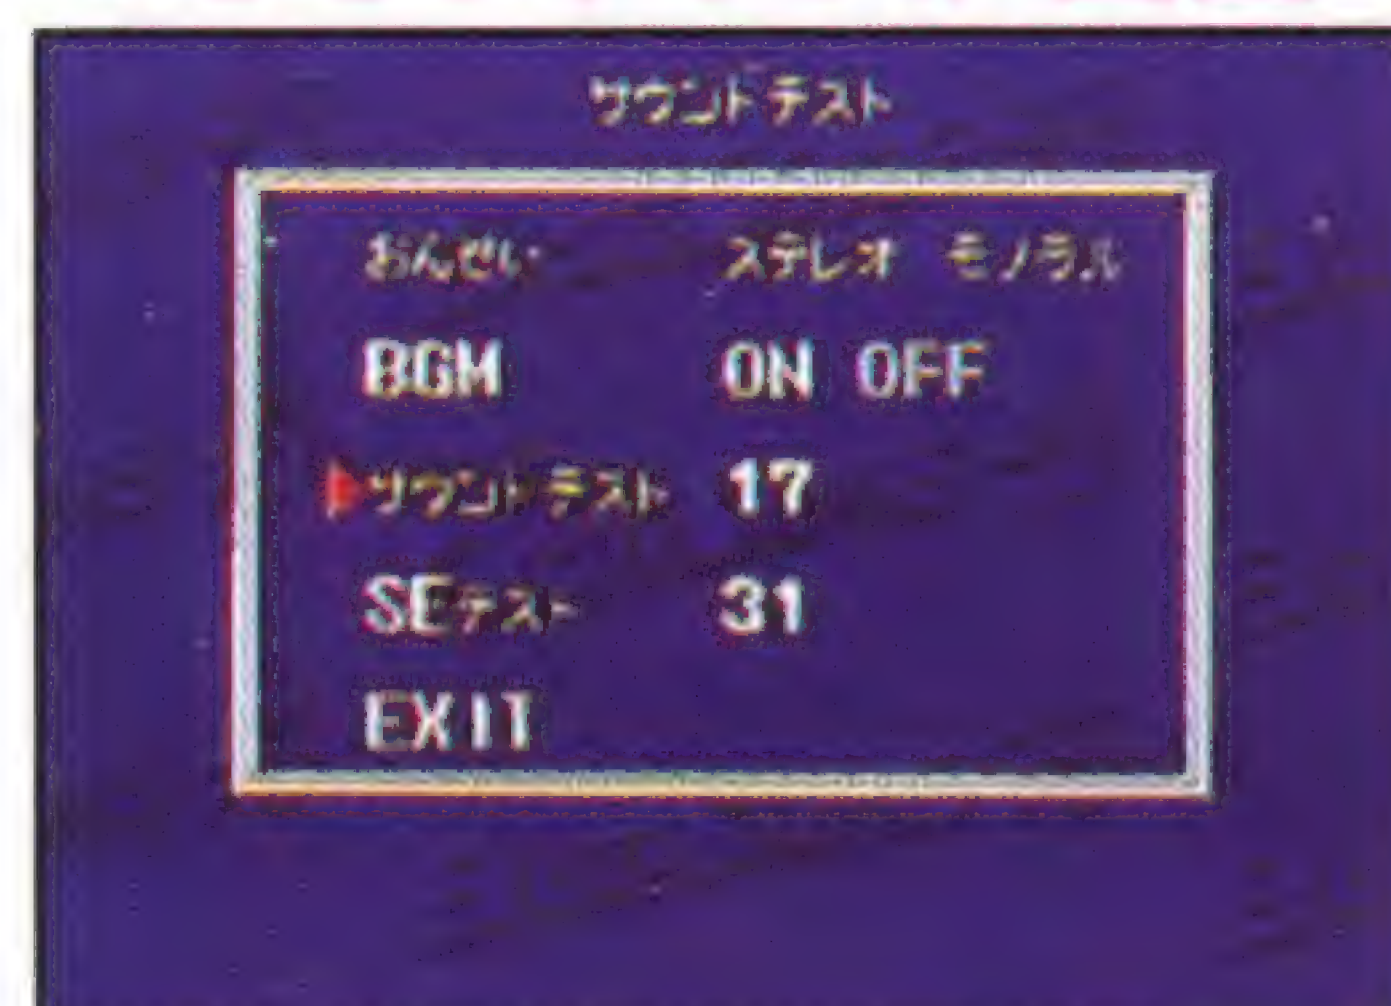 サウンドテスト
おんせい ステレオ モノラル
BGM ON OFF
サウンドテスト 17
SEテスト 31
EXIT